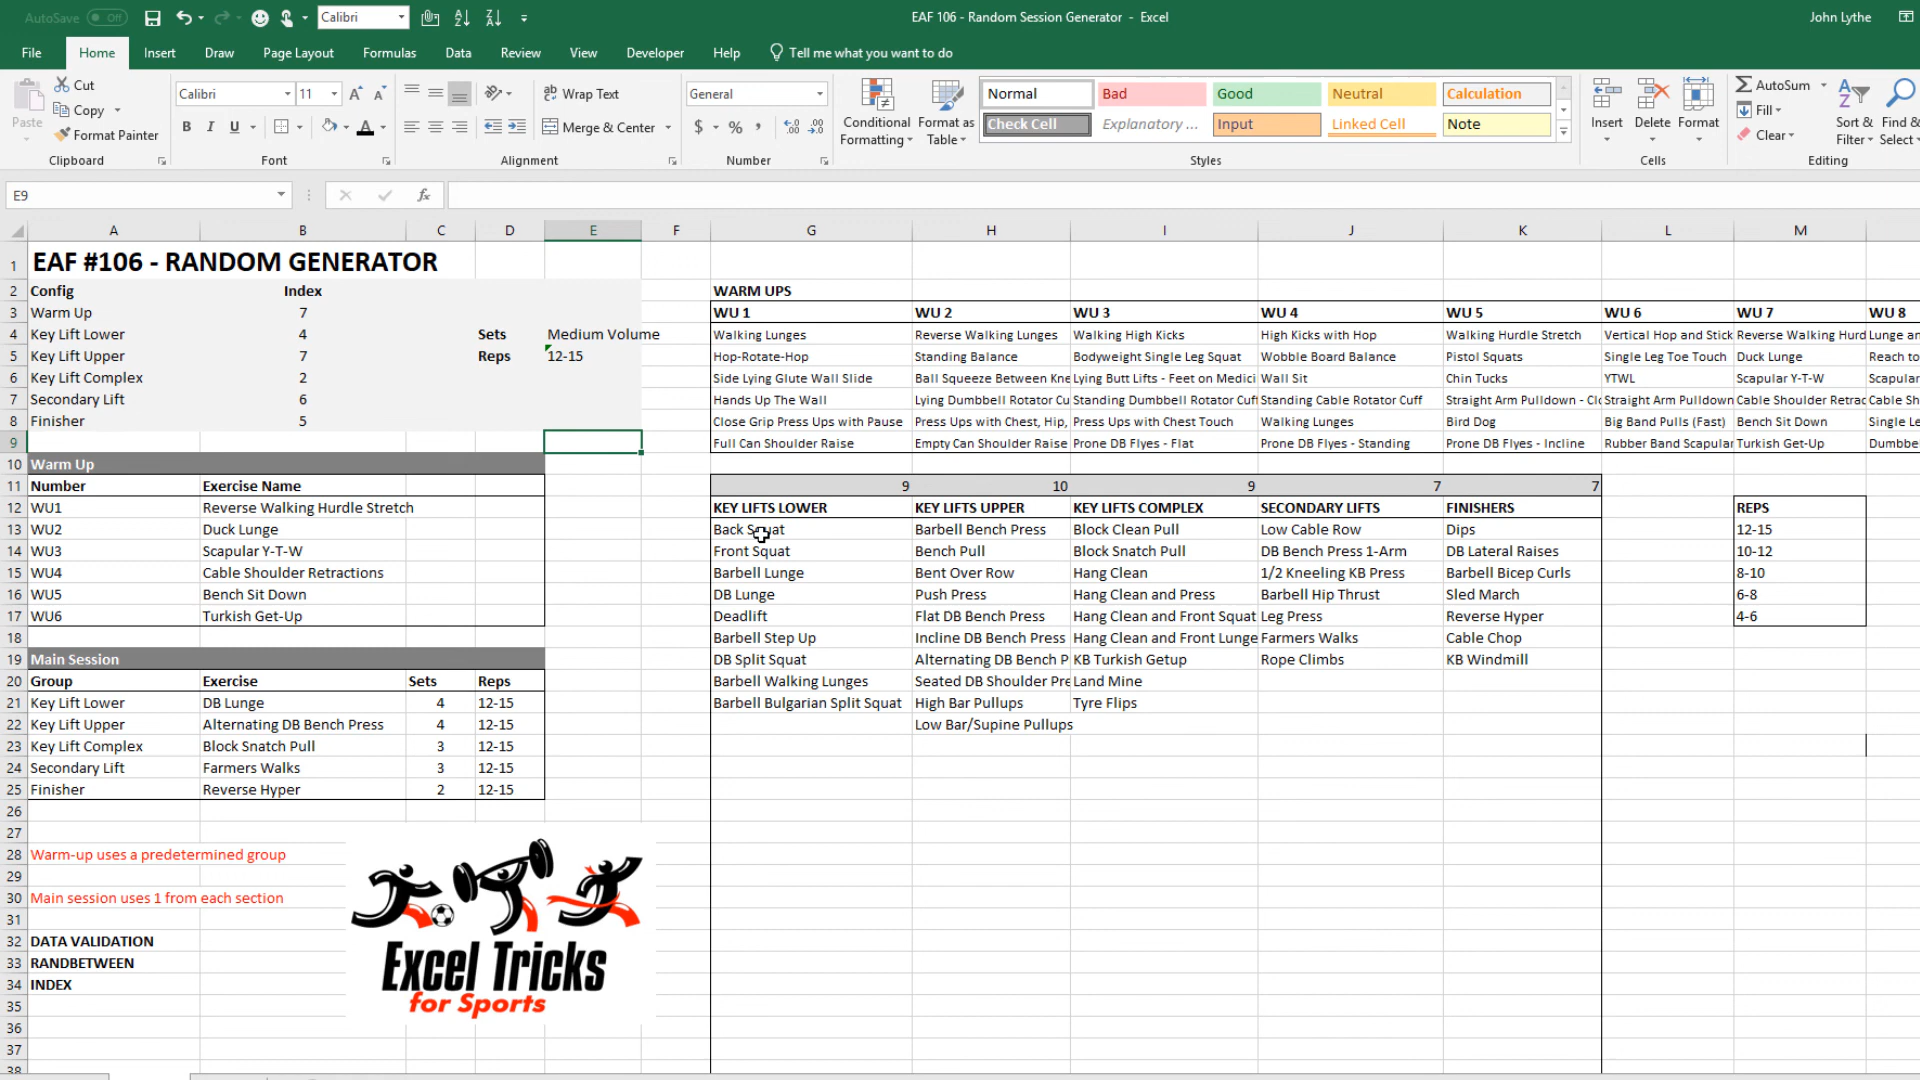 AutoSave Off Calibri EAF 106 - Random Session Generator - Excel John Lythe
File Home Insert Draw Page Layout Formulas Data Review View Developer Help Tell me what you want to do
Paste Cut Copy Format Painter Clipboard
Calibri 11 B I U A Font
Wrap Text Merge & Center Alignment
General $ % Number
Conditional Formatting Format as Table
Normal Bad Good Neutral Calculation
Check Cell Explanatory ... Input Linked Cell Note
Styles
Insert Delete Format Cells
AutoSum Fill Clear Sort & Filter Find & Select Editing
E9 fx
A B C D E F G H I J K L M
1 EAF #106 - RANDOM GENERATOR
2 Config Index WARM UPS
3 Warm Up 7 WU 1 WU 2 WU 3 WU 4 WU 5 WU 6 WU 7 WU 8
4 Key Lift Lower 4 Sets Medium Volume Walking Lunges Reverse Walking Lunges Walking High Kicks High Kicks with Hop Walking Hurdle Stretch Vertical Hop and Stick Reverse Walking Hurd Lunge an
5 Key Lift Upper 7 Reps 12-15 Hop-Rotate-Hop Standing Balance Bodyweight Single Leg Squat Wobble Board Balance Pistol Squats Single Leg Toe Touch Duck Lunge Reach to
6 Key Lift Complex 2 Side Lying Glute Wall Slide Ball Squeeze Between Kne Lying Butt Lifts - Feet on Medici Wall Sit Chin Tucks YTWL Scapular Y-T-W Scapular
7 Secondary Lift 6 Hands Up The Wall Lying Dumbbell Rotator Cu Standing Dumbbell Rotator Cuff Standing Cable Rotator Cuff Straight Arm Pulldown - Clo Straight Arm Pulldown Cable Shoulder Retrac Cable Sh
8 Finisher 5 Close Grip Press Ups with Pause Press Ups with Chest, Hip, Press Ups with Chest Touch Walking Lunges Bird Dog Big Band Pulls (Fast) Bench Sit Down Single L
9 Full Can Shoulder Raise Empty Can Shoulder Raise Prone DB Flyes - Flat Prone DB Flyes - Standing Prone DB Flyes - Incline Rubber Band Scapular Turkish Get-Up Dumbb
10 Warm Up
11 Number Exercise Name 9 10 9 7 7
12 WU1 Reverse Walking Hurdle Stretch KEY LIFTS LOWER KEY LIFTS UPPER KEY LIFTS COMPLEX SECONDARY LIFTS FINISHERS REPS
13 WU2 Duck Lunge Back Squat Barbell Bench Press Block Clean Pull Low Cable Row Dips 12-15
14 WU3 Scapular Y-T-W Front Squat Bench Pull Block Snatch Pull DB Bench Press 1-Arm DB Lateral Raises 10-12
15 WU4 Cable Shoulder Retractions Barbell Lunge Bent Over Row Hang Clean 1/2 Kneeling KB Press Barbell Bicep Curls 8-10
16 WU5 Bench Sit Down DB Lunge Push Press Hang Clean and Press Barbell Hip Thrust Sled March 6-8
17 WU6 Turkish Get-Up Deadlift Flat DB Bench Press Hang Clean and Front Squat Leg Press Reverse Hyper 4-6
18 Barbell Step Up Incline DB Bench Press Hang Clean and Front Lunge Farmers Walks Cable Chop
19 Main Session DB Split Squat Alternating DB Bench P KB Turkish Getup Rope Climbs KB Windmill
20 Group Exercise Sets Reps Barbell Walking Lunges Seated DB Shoulder Pre Land Mine
21 Key Lift Lower DB Lunge 4 12-15 Barbell Bulgarian Split Squat High Bar Pullups Tyre Flips
22 Key Lift Upper Alternating DB Bench Press 4 12-15 Low Bar/Supine Pullups
23 Key Lift Complex Block Snatch Pull 3 12-15
24 Secondary Lift Farmers Walks 3 12-15
25 Finisher Reverse Hyper 2 12-15
26
27
28 Warm-up uses a predetermined group
29
30 Main session uses 1 from each section
31
32 DATA VALIDATION
33 RANDBETWEEN
34 INDEX
35
36
37
38
Excel Tricks
for Sports